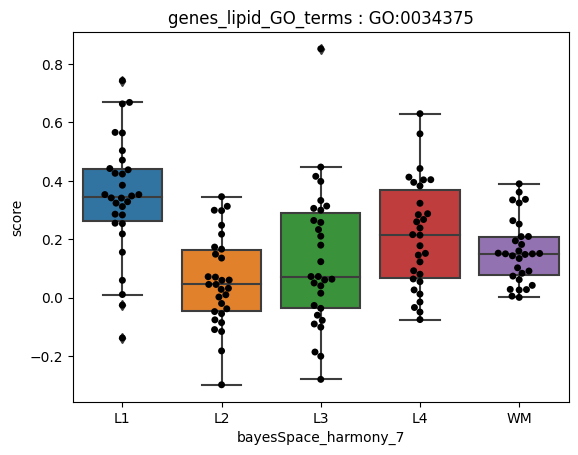 genes_lipid_GO_terms : GO:0034375
score
0.8
0.6
0.4
0.2
0.0
−0.2
L1 L2 L3 L4 WM
bayesSpace_harmony_7